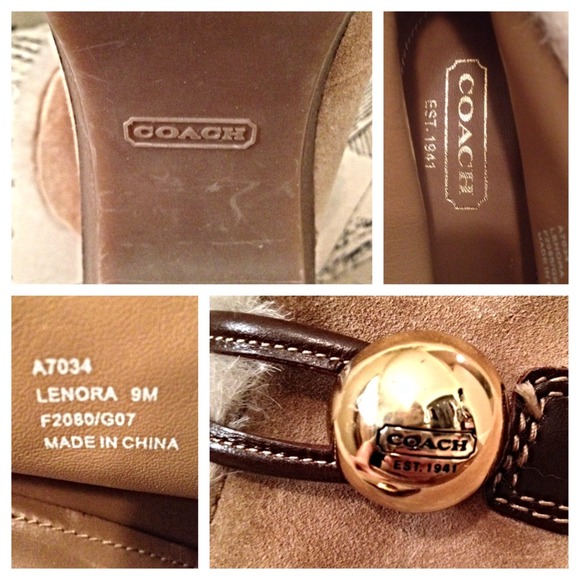 COACH
COACH
EST. 1941
A7034
LENORA 9M
F2080/G07
MADE IN CHINA
COACH
EST. 1941